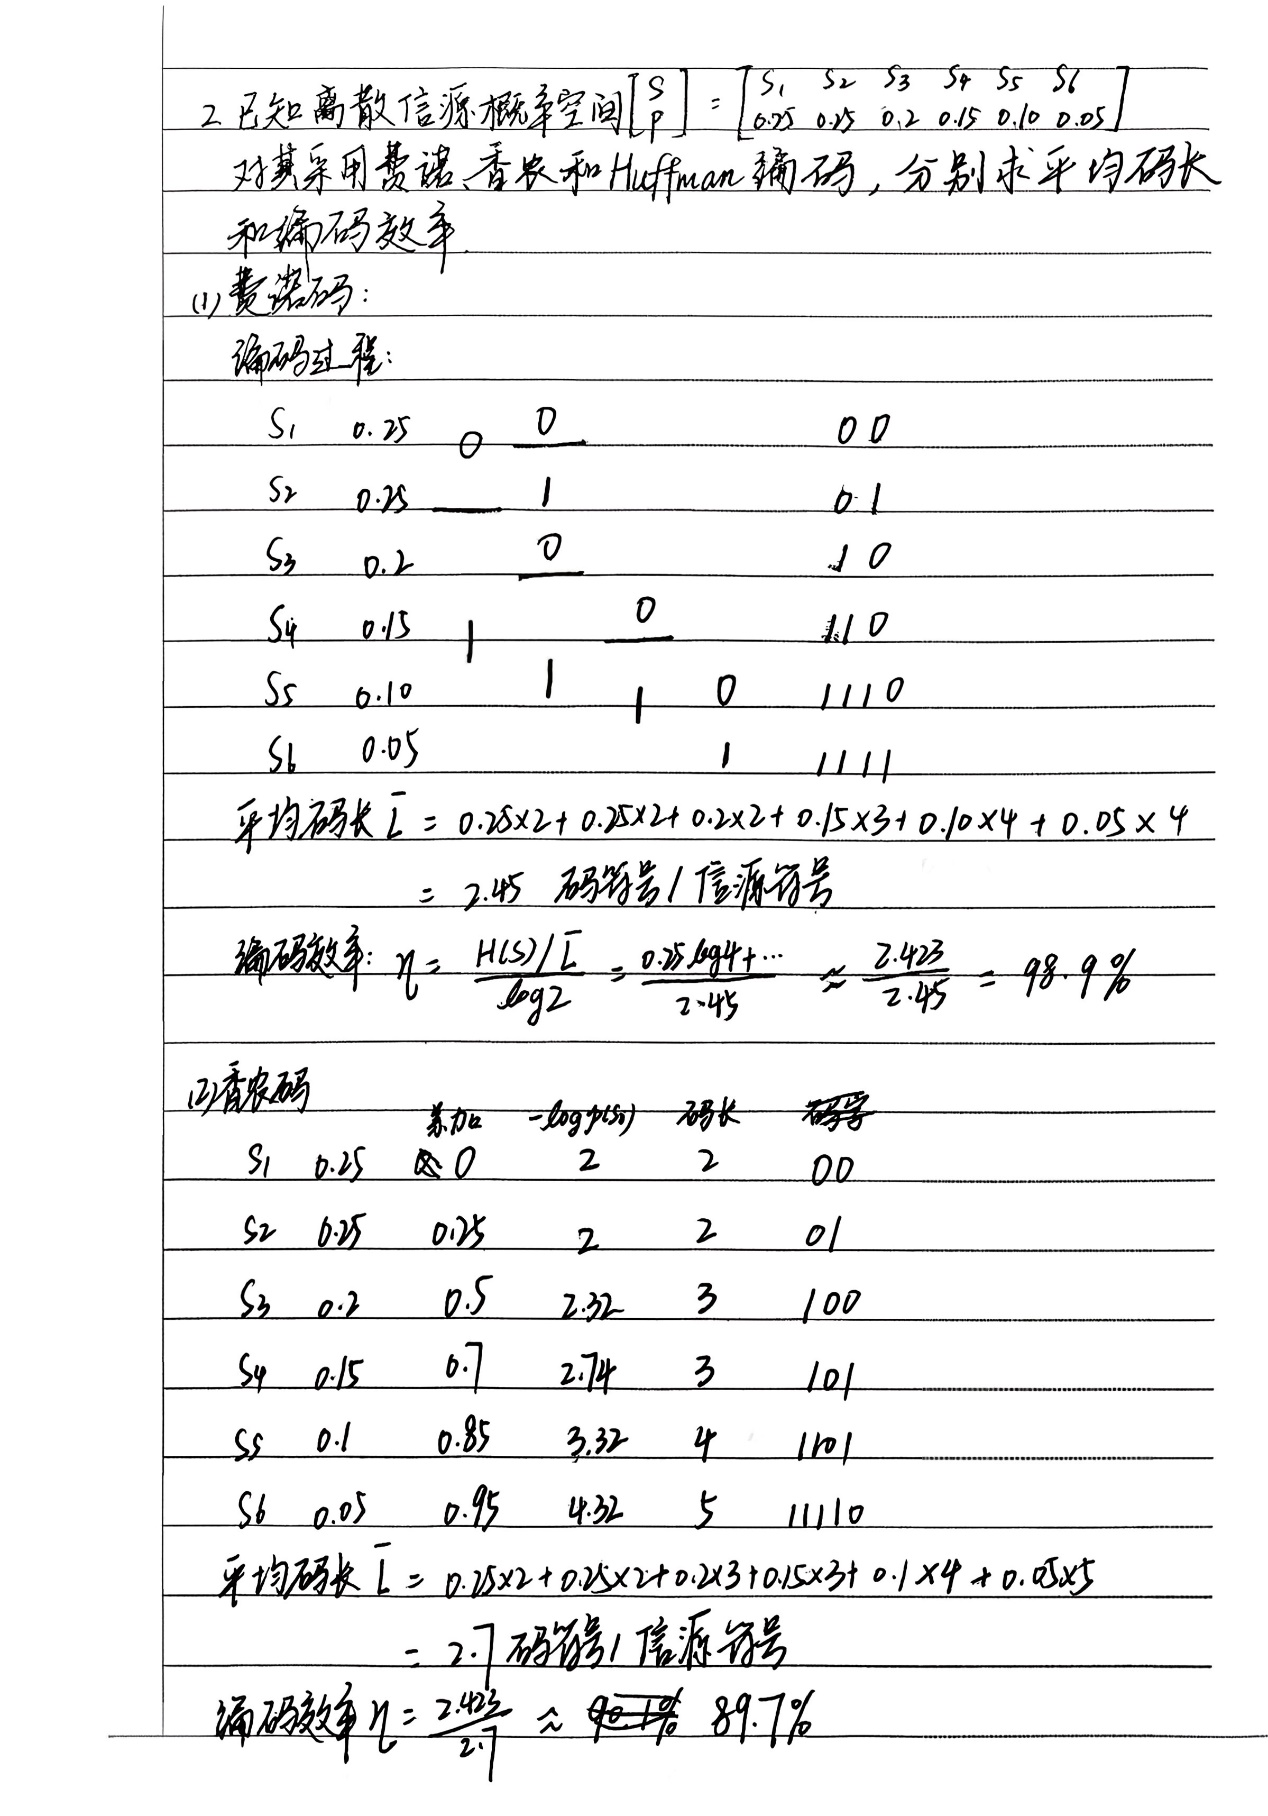 2. 已知离散信源概率空间[S P] = [S1 S2 S3 S4 S5 S6
0.25 0.25 0.2 0.15 0.10 0.05]
对其采用费诺、香农和Huffman编码，分别求平均码长
和编码效率.
(1) 费诺码:
编码过程:
S1 0.25 0 0 00
S2 0.25 1 01
S3 0.2 0 10
S4 0.15 1 0 110
S5 0.10 1 1 0 1110
S6 0.05 1 1111
平均码长 L̄ = 0.25×2+0.25×2+0.2×2+0.15×3+0.10×4+0.05×4
= 2.45 码符号/信源符号
编码效率: η = H(S)/L̄ / log2 = 0.25log4+… / 2.45 ≈ 2.423 / 2.45 = 98.9%
(2) 香农码
累加 -logp(si) 码长 码字
S1 0.25 0 2 2 00
S2 0.25 0.25 2 2 01
S3 0.2 0.5 2.32 3 100
S4 0.15 0.7 2.74 3 101
S5 0.1 0.85 3.32 4 1101
S6 0.05 0.95 4.32 5 11110
平均码长 L̄ = 0.25×2+0.25×2+0.2×3+0.15×3+0.1×4+0.05×5
= 2.7 码符号/信源符号
编码效率 η = 2.423 / 2.7 ≈ 90.1% 89.7%